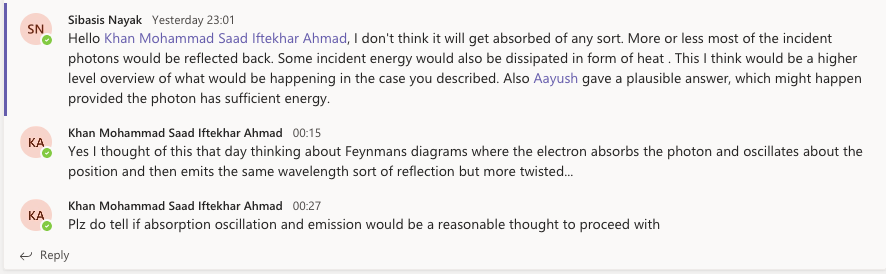 SN
Sibasis Nayak Yesterday 23:01
Hello Khan Mohammad Saad Iftekhar Ahmad, I don't think it will get absorbed of any sort. More or less most of the incident
photons would be reflected back. Some incident energy would also be dissipated in form of heat . This I think would be a higher
level overview of what would be happening in the case you described. Also Aayush gave a plausible answer, which might happen
provided the photon has sufficient energy.
KA
Khan Mohammad Saad Iftekhar Ahmad 00:15
Yes I thought of this that day thinking about Feynmans diagrams where the electron absorbs the photon and oscillates about the
position and then emits the same wavelength sort of reflection but more twisted...
KA
Khan Mohammad Saad Iftekhar Ahmad 00:27
Plz do tell if absorption oscillation and emission would be a reasonable thought to proceed with
Reply